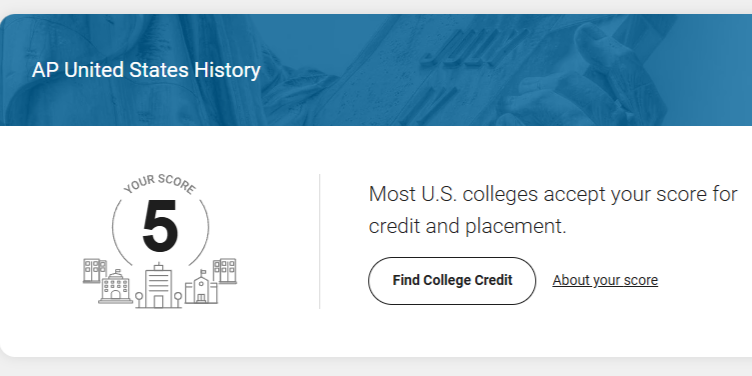 AP United States History
YOUR SCORE
5
Most U.S. colleges accept your score for
credit and placement.
Find College Credit
About your score